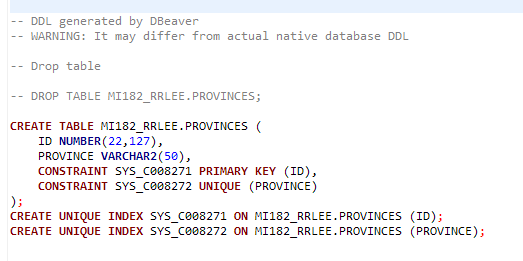 -- DDL generated by DBeaver
-- WARNING: It may differ from actual native database DDL
-- Drop table
-- DROP TABLE MI182_RRLEE.PROVINCES;
CREATE TABLE MI182_RRLEE.PROVINCES (
ID NUMBER(22,127),
PROVINCE VARCHAR2(50),
CONSTRAINT SYS_C008271 PRIMARY KEY (ID),
CONSTRAINT SYS_C008272 UNIQUE (PROVINCE)
);
CREATE UNIQUE INDEX SYS_C008271 ON MI182_RRLEE.PROVINCES (ID);
CREATE UNIQUE INDEX SYS_C008272 ON MI182_RRLEE.PROVINCES (PROVINCE);